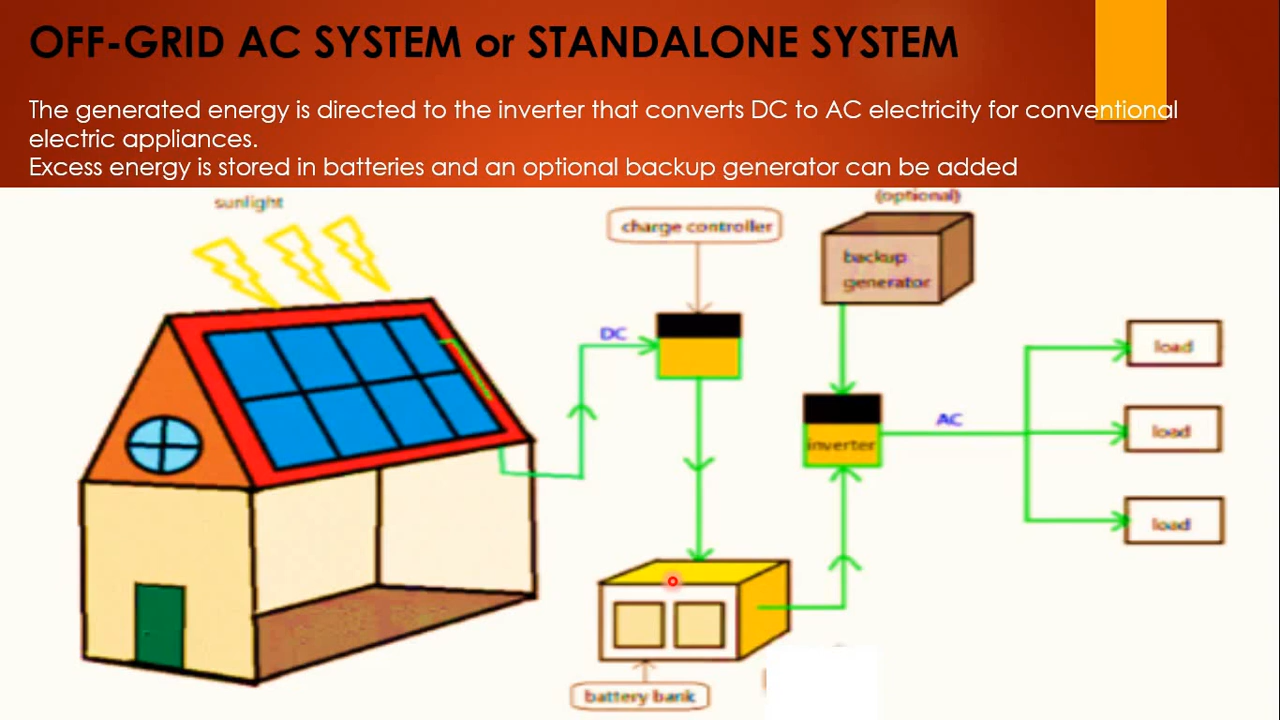 OFF-GRID AC SYSTEM or STANDALONE SYSTEM
The generated energy is directed to the inverter that converts DC to AC electricity for conventional
electric appliances.
Excess energy is stored in batteries and an optional backup generator can be added
sunlight
charge controller
(optional)
backup
generator
DC
load
inverter
AC
load
load
battery bank